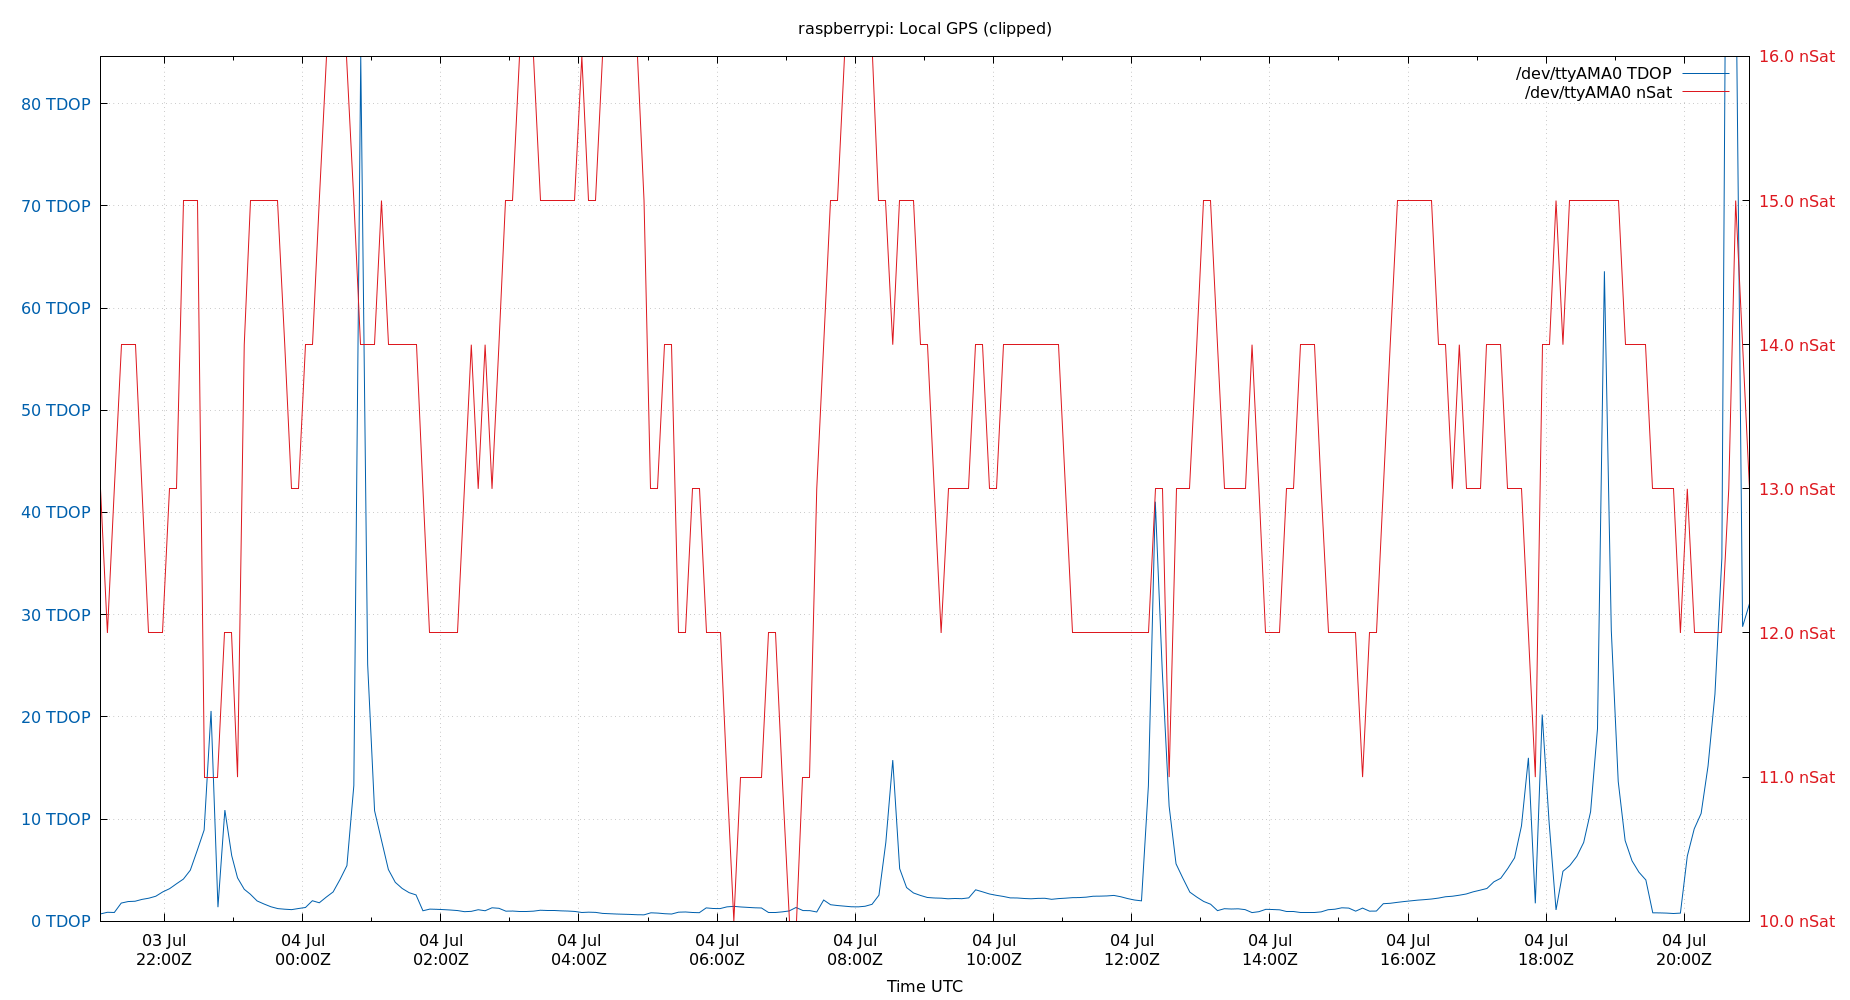 raspberrypi: Local GPS (clipped)
/dev/ttyAMA0 TDOP
/dev/ttyAMA0 nSat
80 TDOP
70 TDOP
60 TDOP
50 TDOP
40 TDOP
30 TDOP
20 TDOP
10 TDOP
0 TDOP
16.0 nSat
15.0 nSat
14.0 nSat
13.0 nSat
12.0 nSat
11.0 nSat
10.0 nSat
03 Jul
22:00Z
04 Jul
00:00Z
04 Jul
02:00Z
04 Jul
04:00Z
04 Jul
06:00Z
04 Jul
08:00Z
04 Jul
10:00Z
04 Jul
12:00Z
04 Jul
14:00Z
04 Jul
16:00Z
04 Jul
18:00Z
04 Jul
20:00Z
Time UTC